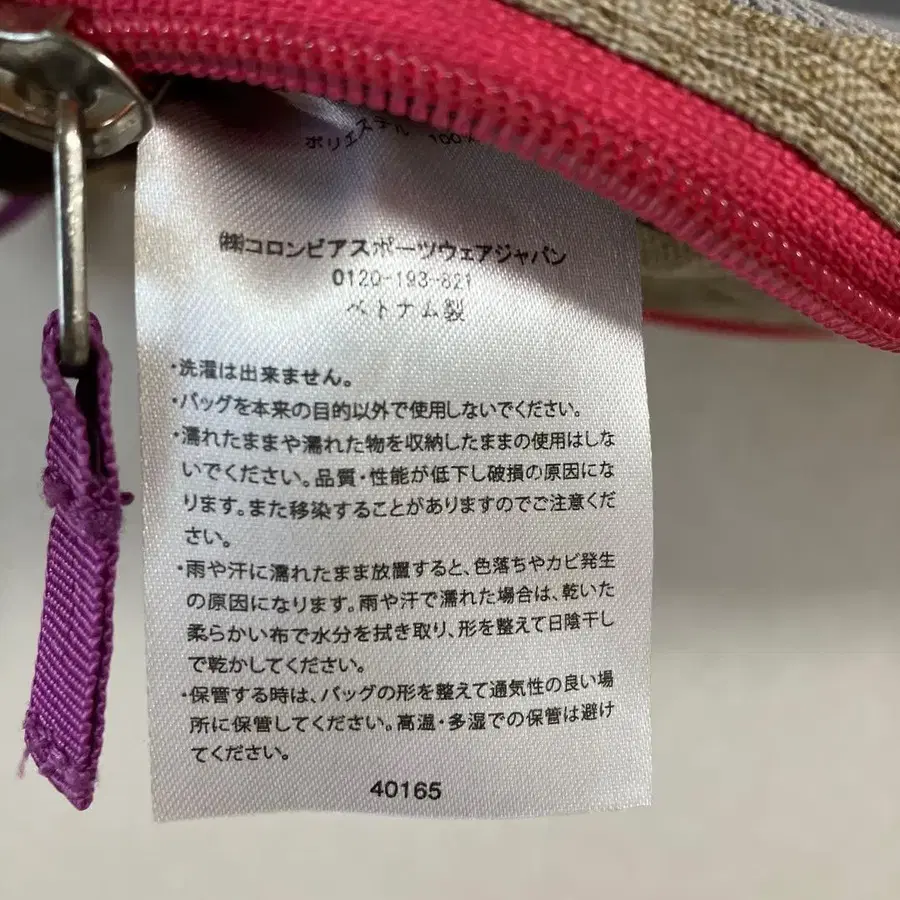 ポリエステル 100%
㈱コロンビアスポーツウェアジャパン
0120-193-821
ベトナム製
・洗濯は出来ません。
・バッグを本来の目的以外で使用しないでください。
・濡れたままや濡れた物を収納したままの使用はしな
いでください。品質・性能が低下し破損の原因にな
ります。また移染することがありますのでご注意くだ
さい。
・雨や汗に濡れたまま放置すると、色落ちやカビ発生
の原因になります。雨や汗で濡れた場合は、乾いた
柔らかい布で水分を拭き取り、形を整えて日陰干し
で乾かしてください。
・保管する時は、バッグの形を整えて通気性の良い場
所に保管してください。高温・多湿での保管は避け
てください。
40165